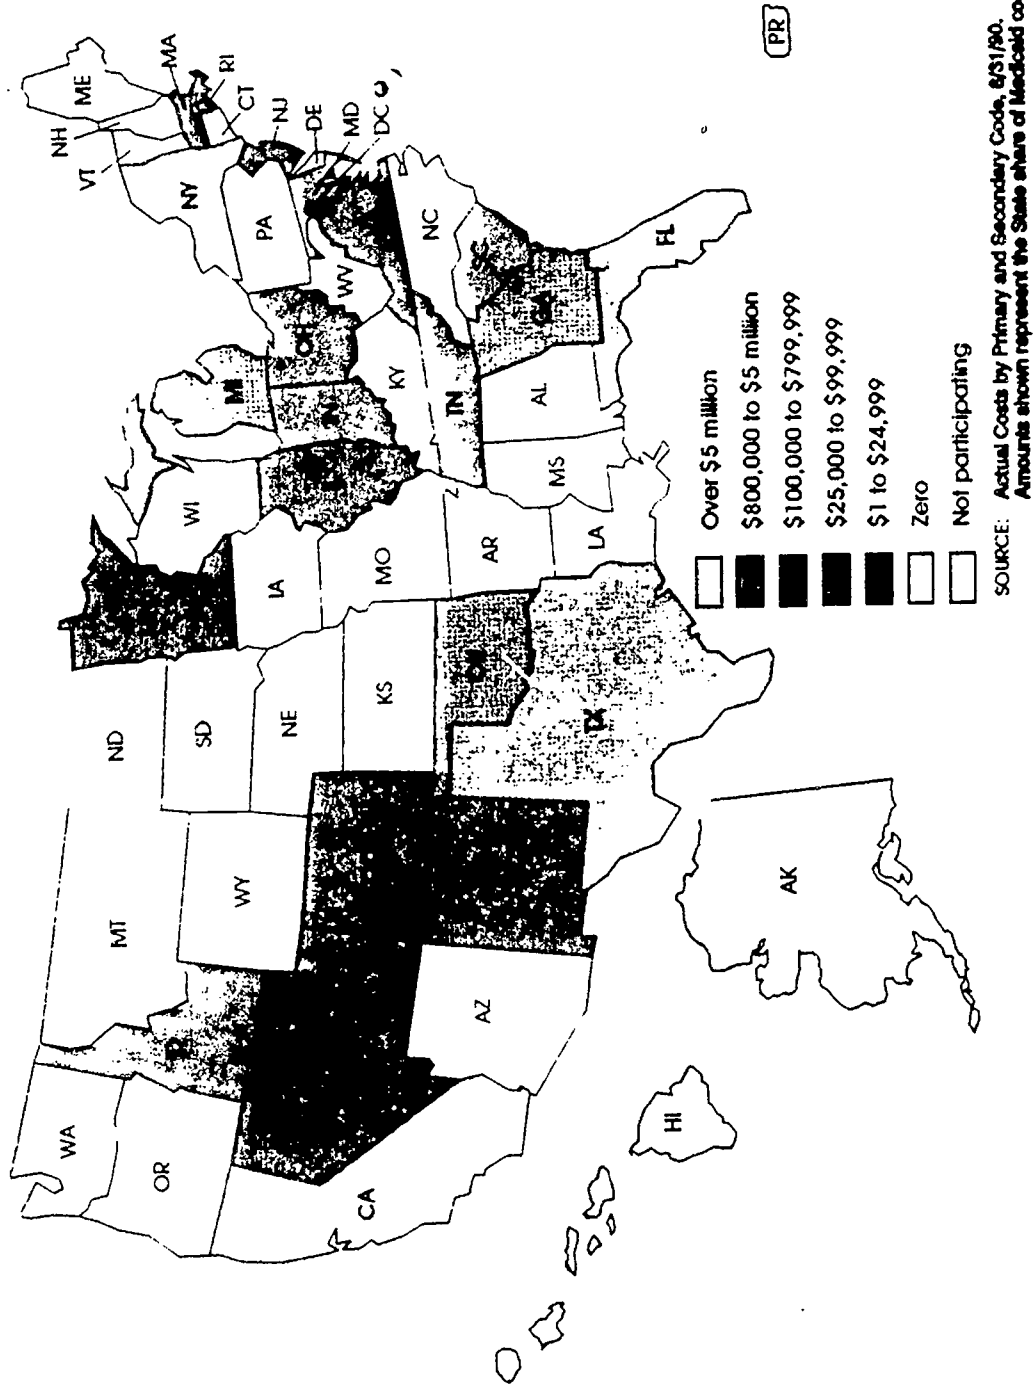 WA
MT
ND
OR
ID
WY
SD
NE
CA
AZ
KS
OK
TX
WI
IA
MO
AR
LA
MI
IN
OH
KY
TN
MS
AL
GA
SC
NC
FL
WV
PA
NY
VT
NH
ME
MA
RI
CT
NJ
DE
MD
DC
AK
HI
PR
Over $5 million
$800,000 to $5 million
$100,000 to $799,999
$25,000 to $99,999
$1 to $24,999
Zero
Not participating
SOURCE: Actual Costs by Primary and Secondary Code, 8/31/90.
Amounts shown represent the State share of Medicaid co